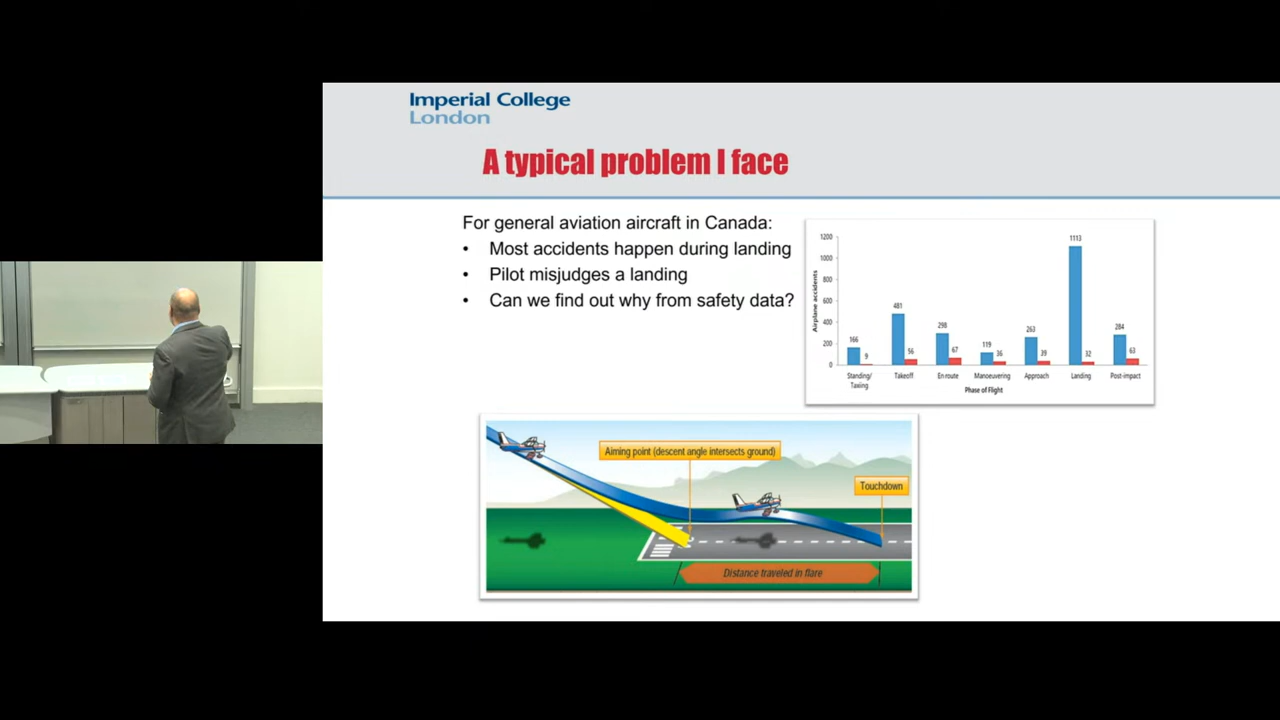 Imperial College
London
A typical problem I face
For general aviation aircraft in Canada:
• Most accidents happen during landing
• Pilot misjudges a landing
• Can we find out why from safety data?
Airplane accidents
1200
1000
800
600
400
200
0
166
9
481
56
298
67
119
36
263
39
1113
32
284
63
Standing/
Taxiing
Takeoff
En route
Manoeuvering
Approach
Landing
Post-impact
Phase of Flight
Aiming point (descent angle intersects ground)
Touchdown
Distance traveled in flare